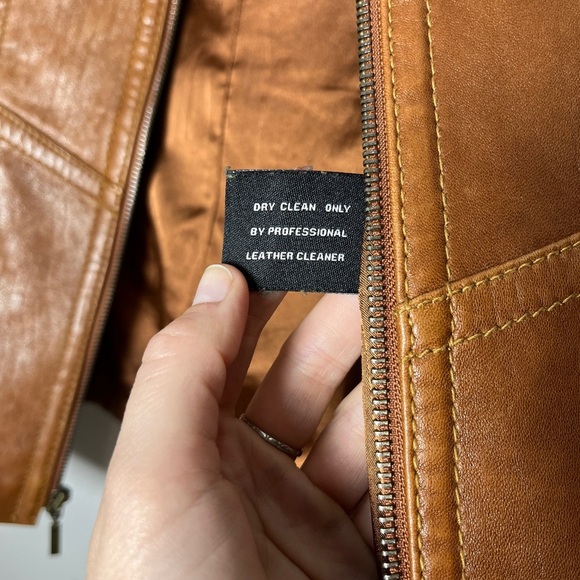 DRY CLEAN ONLY
BY PROFESSIONAL
LEATHER CLEANER